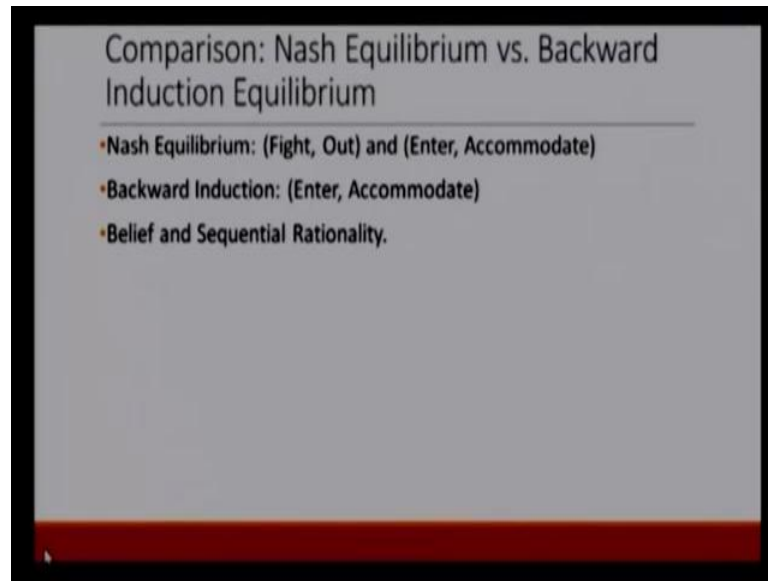 Comparison: Nash Equilibrium vs. Backward
Induction Equilibrium
•Nash Equilibrium: (Fight, Out) and (Enter, Accommodate)
•Backward Induction: (Enter, Accommodate)
•Belief and Sequential Rationality.